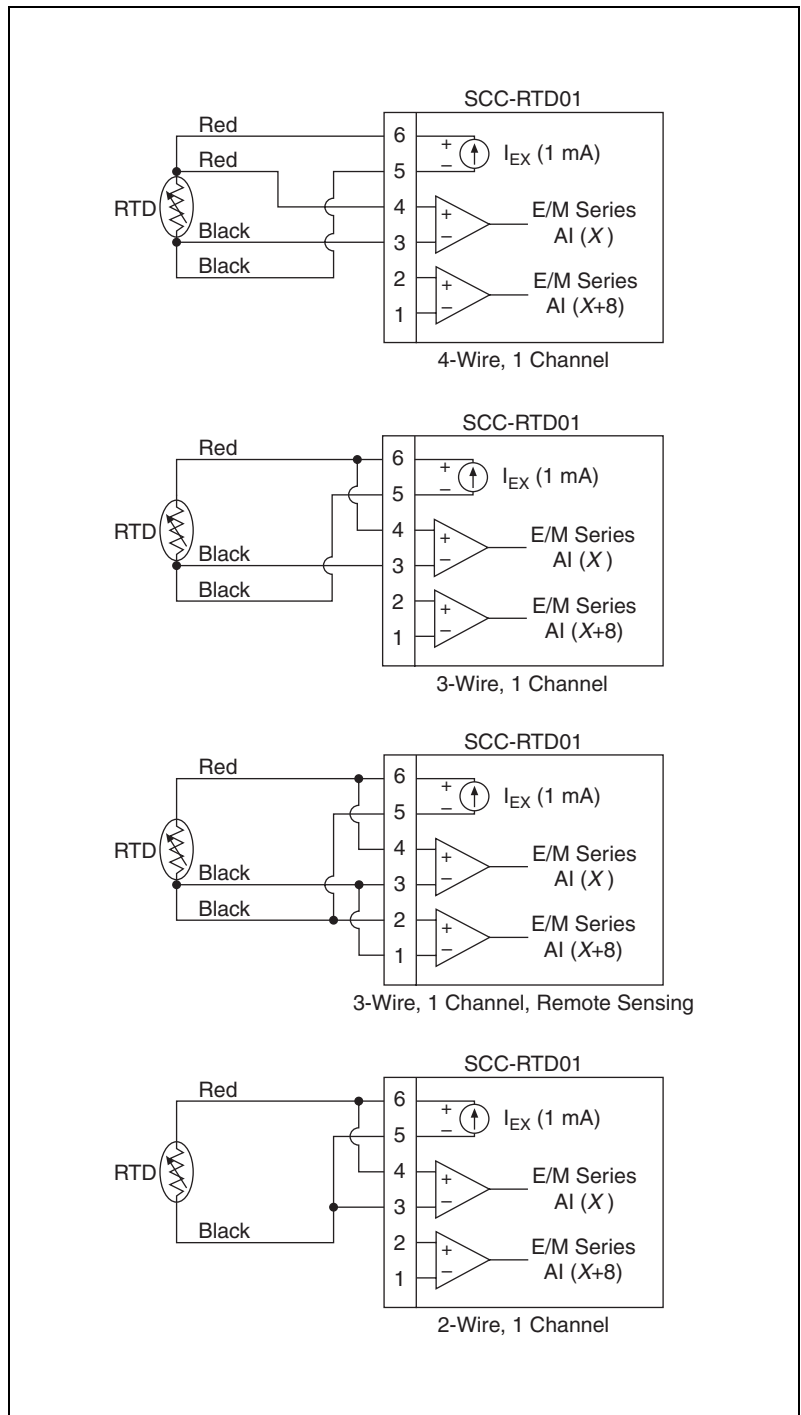 SCC-RTD01
Red
6
+
I_EX (1 mA)
–
Red
5
RTD
4
+
E/M Series
AI (X)
Black
3
–
Black
2
+
E/M Series
AI (X+8)
1
–
4-Wire, 1 Channel
SCC-RTD01
Red
6
+
I_EX (1 mA)
–
5
RTD
4
+
E/M Series
AI (X)
Black
3
–
Black
2
+
E/M Series
AI (X+8)
1
–
3-Wire, 1 Channel
SCC-RTD01
Red
6
+
I_EX (1 mA)
–
5
RTD
4
+
E/M Series
AI (X)
Black
3
–
Black
2
+
E/M Series
AI (X+8)
1
–
3-Wire, 1 Channel, Remote Sensing
SCC-RTD01
Red
6
+
I_EX (1 mA)
–
5
RTD
4
+
E/M Series
AI (X)
3
–
Black
2
+
E/M Series
AI (X+8)
1
–
2-Wire, 1 Channel